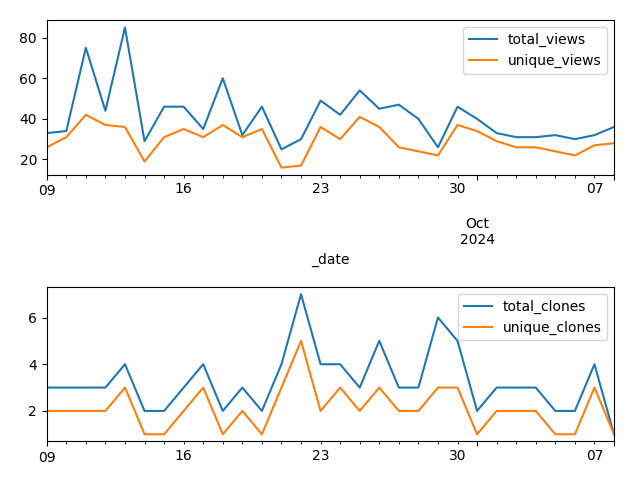 total_views
unique_views
80
60
40
20
09 16 23 30 07
Oct
2024
_date
total_clones
unique_clones
6
4
2
09 16 23 30 07